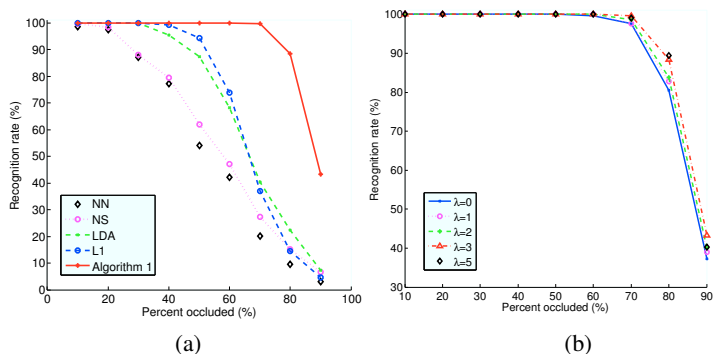 100
90
80
70
60
50
40
30
20
10
0
Recognition rate (%)
NN
NS
LDA
L1
Algorithm 1
0 20 40 60 80 100
Percent occluded (%)
(a)
100
90
80
70
60
50
40
30
Recognition rate (%)
λ=0
λ=1
λ=2
λ=3
λ=5
10 20 30 40 50 60 70 80 90
Percent occluded (%)
(b)